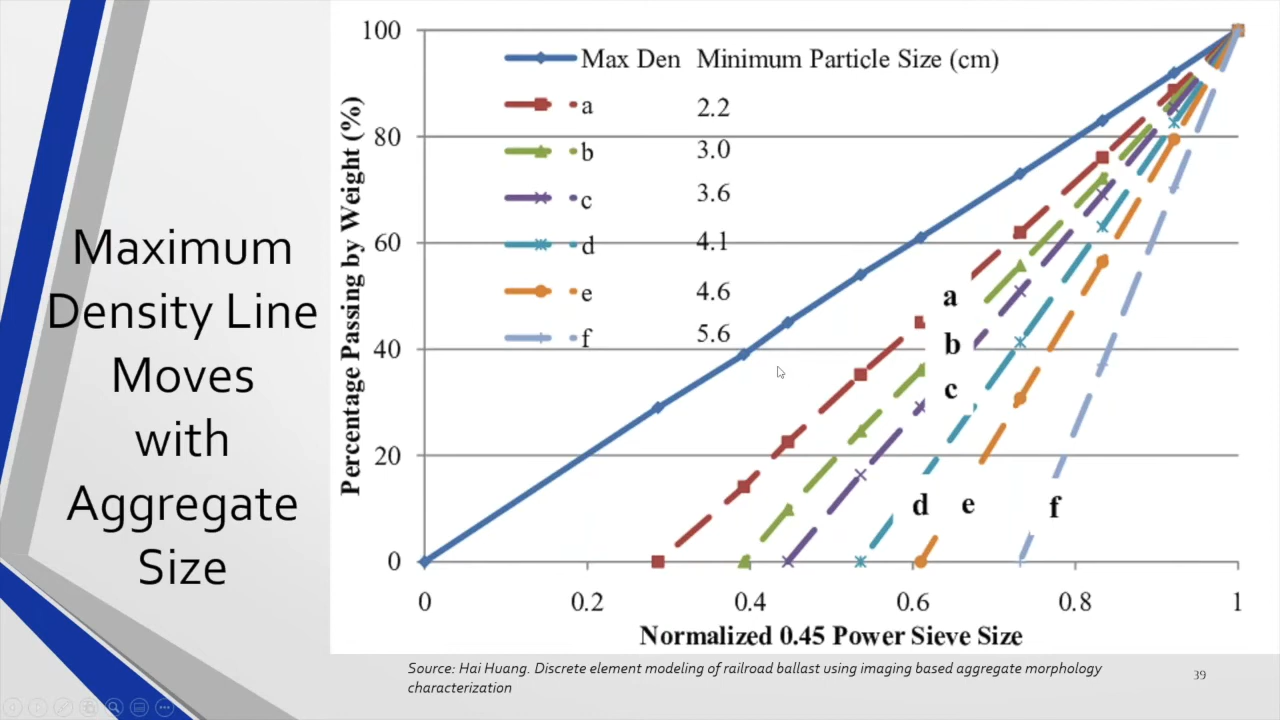 Maximum
Density Line
Moves
with
Aggregate
Size
Percentage Passing by Weight (%)
100
80
60
40
20
0
Max Den Minimum Particle Size (cm)
a 2.2
b 3.0
c 3.6
d 4.1
e 4.6
f 5.6
a
b
c
d e f
0 0.2 0.4 0.6 0.8 1
Normalized 0.45 Power Sieve Size
Source: Hai Huang. Discrete element modeling of railroad ballast using imaging based aggregate morphology
characterization
39